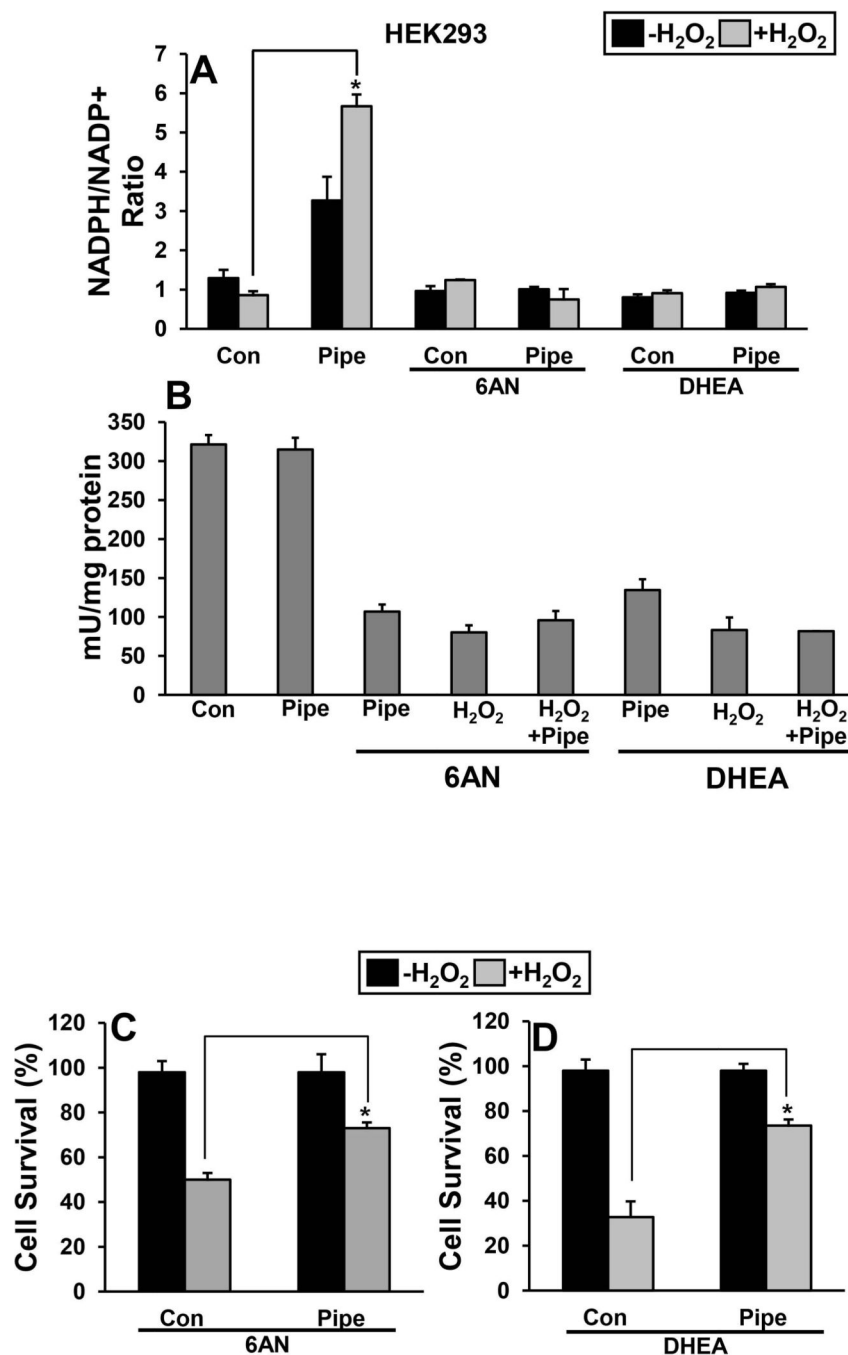 HEK293
-H₂O₂ +H₂O₂
A
NADPH/NADP+
Ratio
7
6
5
4
3
2
1
0
*
Con Pipe Con Pipe Con Pipe
6AN DHEA
B
mU/mg protein
350
300
250
200
150
100
50
0
Con Pipe Pipe H₂O₂ H₂O₂ Pipe H₂O₂ H₂O₂
+Pipe +Pipe
6AN DHEA
-H₂O₂ +H₂O₂
C
Cell Survival (%)
120
100
80
60
40
20
0
*
Con Pipe
6AN
D
Cell Survival (%)
120
100
80
60
40
20
0
*
Con Pipe
DHEA